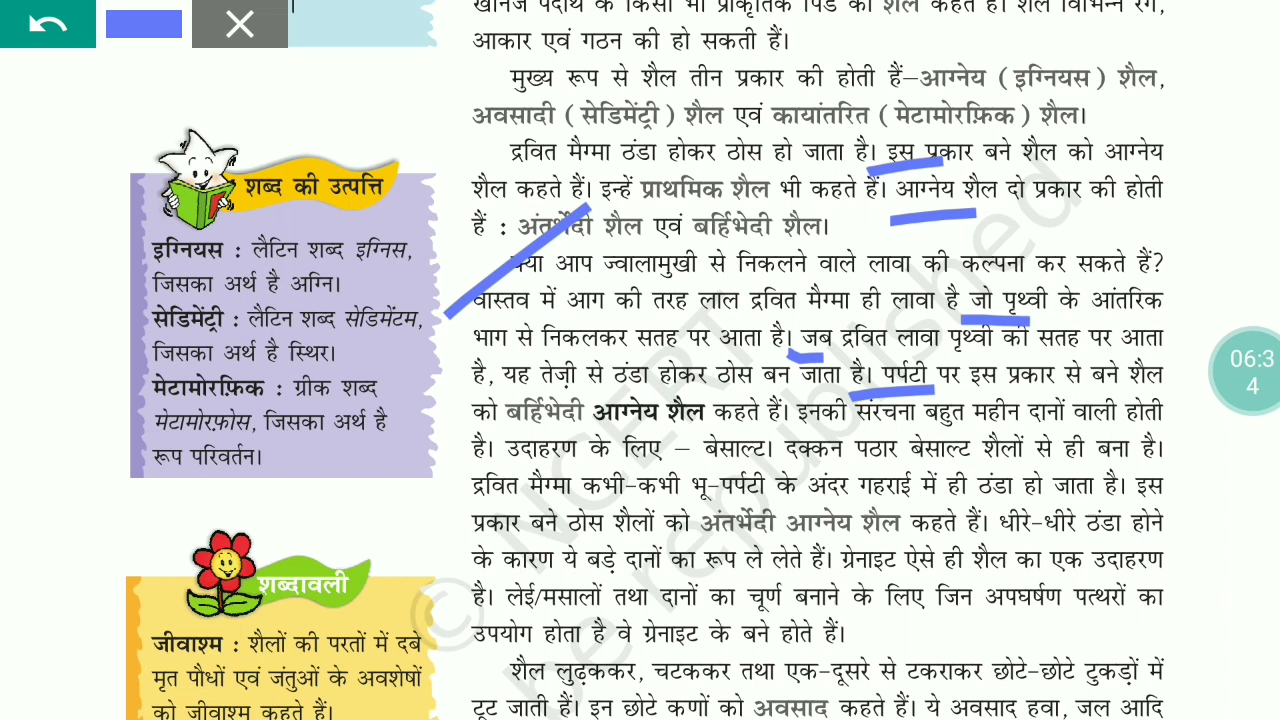 खनिज पदार्थ के किसी भी प्राकृतिक पिंड को शैल कहते हैं। शैल विभिन्न रंग,
आकार एवं गठन की हो सकती हैं।
मुख्य रूप से शैल तीन प्रकार की होती हैं–आग्नेय (इग्नियस) शैल,
अवसादी (सेडिमेंट्री) शैल एवं कायांतरित (मेटामोरफ़िक) शैल।
द्रवित मैग्मा ठंडा होकर ठोस हो जाता है। इस प्रकार बने शैल को आग्नेय
शैल कहते हैं। इन्हें प्राथमिक शैल भी कहते हैं। आग्नेय शैल दो प्रकार की होती
हैं : अंतर्भेदी शैल एवं बर्हिभेदी शैल।
क्या आप ज्वालामुखी से निकलने वाले लावा की कल्पना कर सकते हैं?
वास्तव में आग की तरह लाल द्रवित मैग्मा ही लावा है जो पृथ्वी के आंतरिक
भाग से निकलकर सतह पर आता है। जब द्रवित लावा पृथ्वी की सतह पर आता
है, यह तेज़ी से ठंडा होकर ठोस बन जाता है। पर्पटी पर इस प्रकार से बने शैल
को बर्हिभेदी आग्नेय शैल कहते हैं। इनकी संरचना बहुत महीन दानों वाली होती
है। उदाहरण के लिए – बेसाल्ट। दक्कन पठार बेसाल्ट शैलों से ही बना है।
द्रवित मैग्मा कभी–कभी भू–पर्पटी के अंदर गहराई में ही ठंडा हो जाता है। इस
प्रकार बने ठोस शैलों को अंतर्भेदी आग्नेय शैल कहते हैं। धीरे–धीरे ठंडा होने
के कारण ये बड़े दानों का रूप ले लेते हैं। ग्रेनाइट ऐसे ही शैल का एक उदाहरण
है। लेई/मसालों तथा दानों का चूर्ण बनाने के लिए जिन अपघर्षण पत्थरों का
उपयोग होता है वे ग्रेनाइट के बने होते हैं।
शैल लुढ़ककर, चटककर तथा एक–दूसरे से टकराकर छोटे–छोटे टुकड़ों में
टूट जाती हैं। इन छोटे कणों को अवसाद कहते हैं। ये अवसाद हवा, जल आदि
शब्द की उत्पत्ति
इग्नियस : लैटिन शब्द इग्निस,
जिसका अर्थ है अग्नि।
सेडिमेंट्री : लैटिन शब्द सेडिमेंटम,
जिसका अर्थ है स्थिर।
मेटामोरफ़िक : ग्रीक शब्द
मेटामोरफ़ोस, जिसका अर्थ है
रूप परिवर्तन।
शब्दावली
जीवाश्म : शैलों की परतों में दबे
मृत पौधों एवं जंतुओं के अवशेषों
को जीवाश्म कहते हैं।
06:3
4
© NCERT
be republished